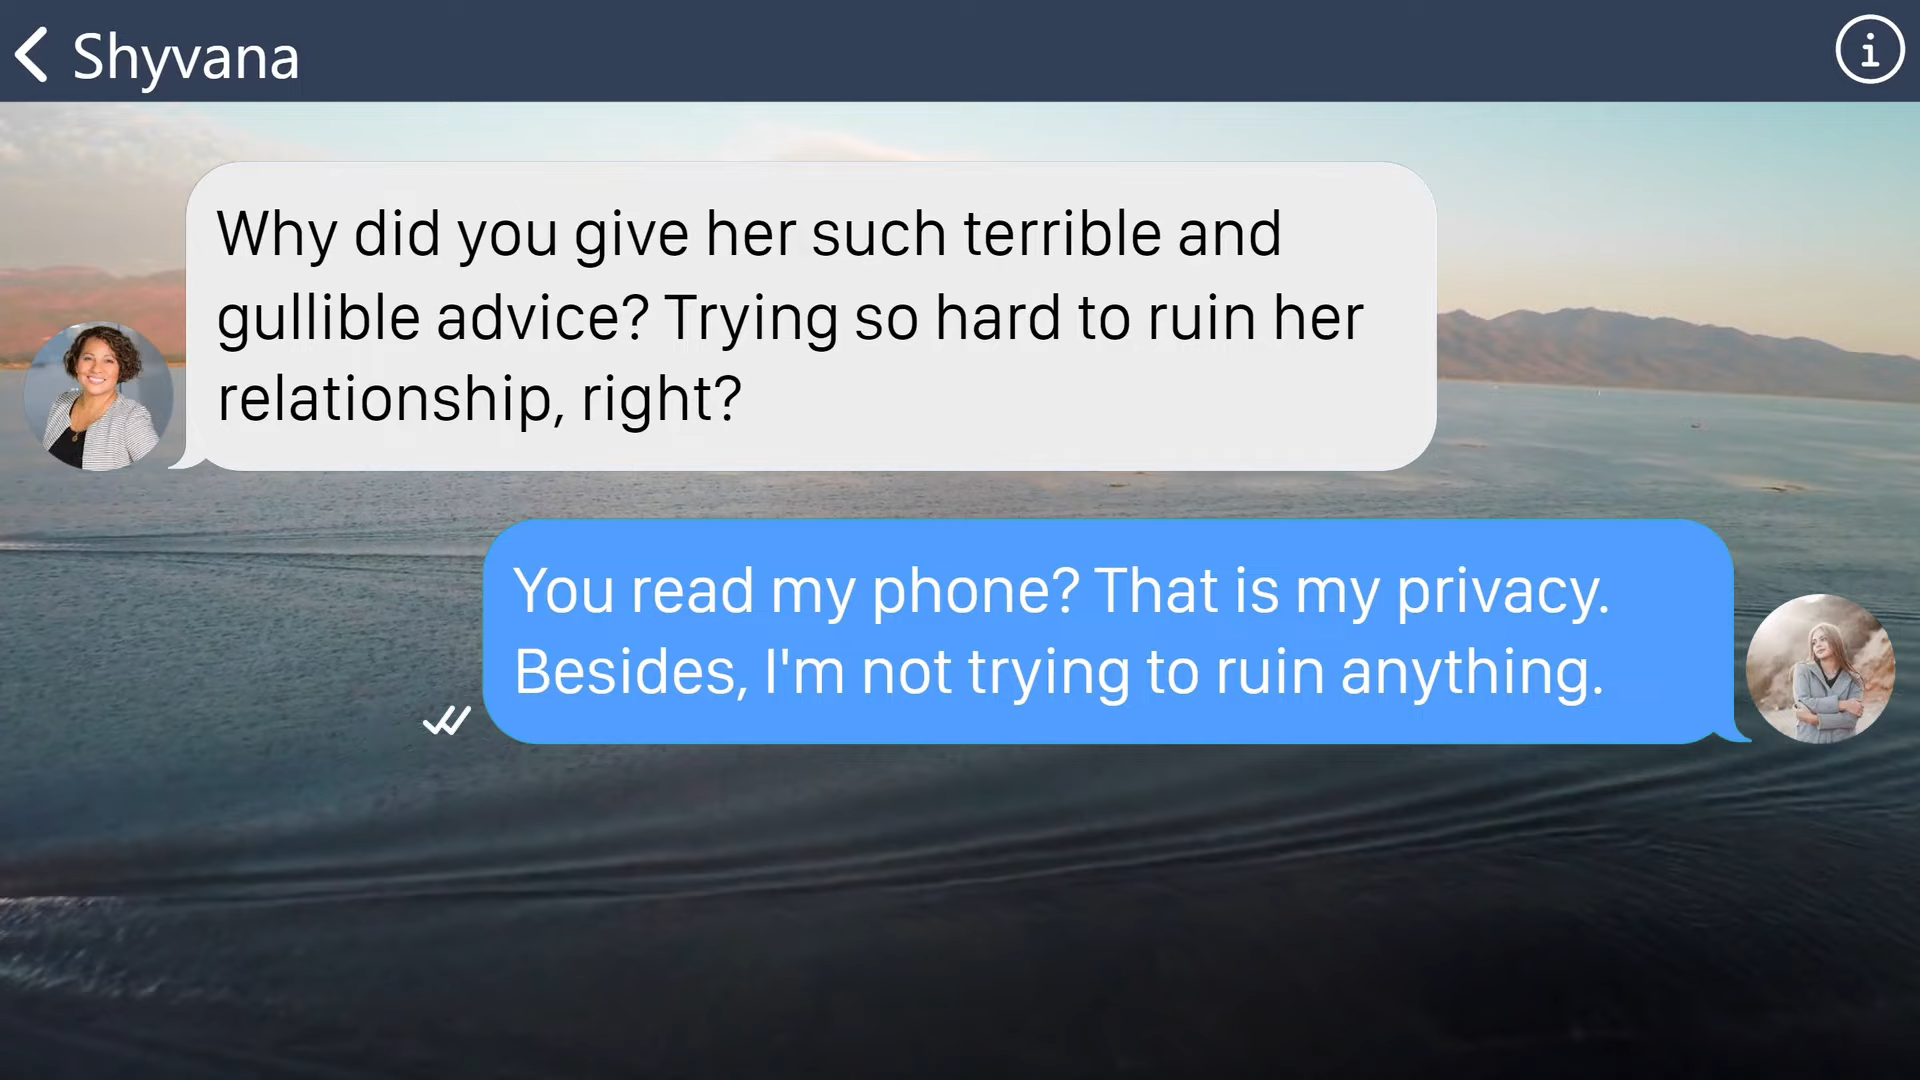 Shyvana
Why did you give her such terrible and
gullible advice? Trying so hard to ruin her
relationship, right?
You read my phone? That is my privacy.
Besides, I'm not trying to ruin anything.